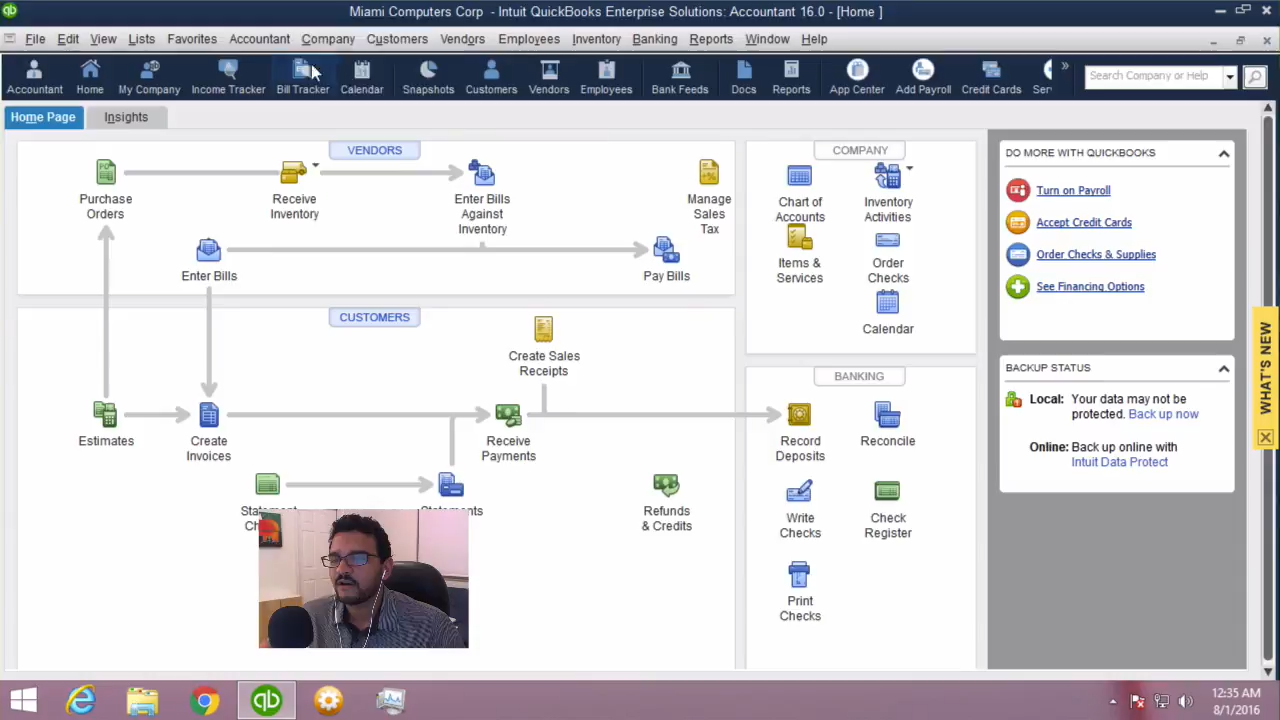 Miami Computers Corp - Intuit QuickBooks Enterprise Solutions: Accountant 16.0 - [Home ]
File Edit View Lists Favorites Accountant Company Customers Vendors Employees Inventory Banking Reports Window Help
Accountant Home My Company Income Tracker Bill Tracker Calendar Snapshots Customers Vendors Employees Bank Feeds Docs Reports App Center Add Payroll Credit Cards Ser
Search Company or Help
Home Page
Insights
VENDORS
Purchase
Orders
Receive
Inventory
Enter Bills
Against
Inventory
Manage
Sales
Tax
Enter Bills
Pay Bills
CUSTOMERS
Create Sales
Receipts
Estimates
Create
Invoices
Receive
Payments
Refunds
& Credits
COMPANY
Chart of
Accounts
Inventory
Activities
Items &
Services
Order
Checks
Calendar
BANKING
Record
Deposits
Reconcile
Write
Checks
Check
Register
Print
Checks
DO MORE WITH QUICKBOOKS
Turn on Payroll
Accept Credit Cards
Order Checks & Supplies
See Financing Options
BACKUP STATUS
Local: Your data may not be
protected. Back up now
Online: Back up online with
Intuit Data Protect
WHAT'S NEW
12:35 AM
8/1/2016